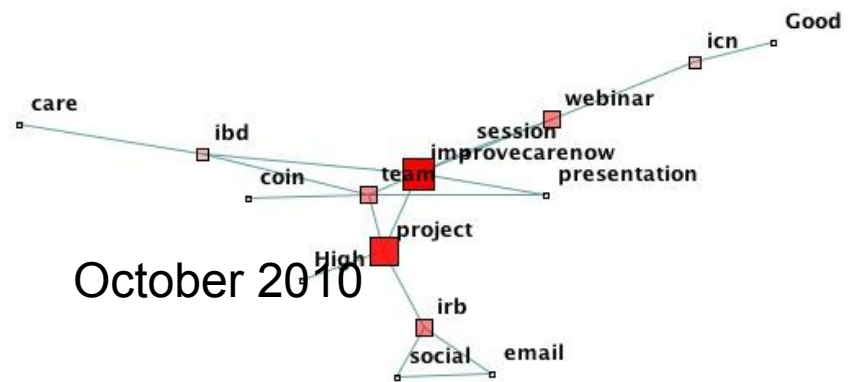 Good
icn
care
webinar
session
ibd
improvecarenow
coin
team
presentation
project
High
October 2010
irb
social
email